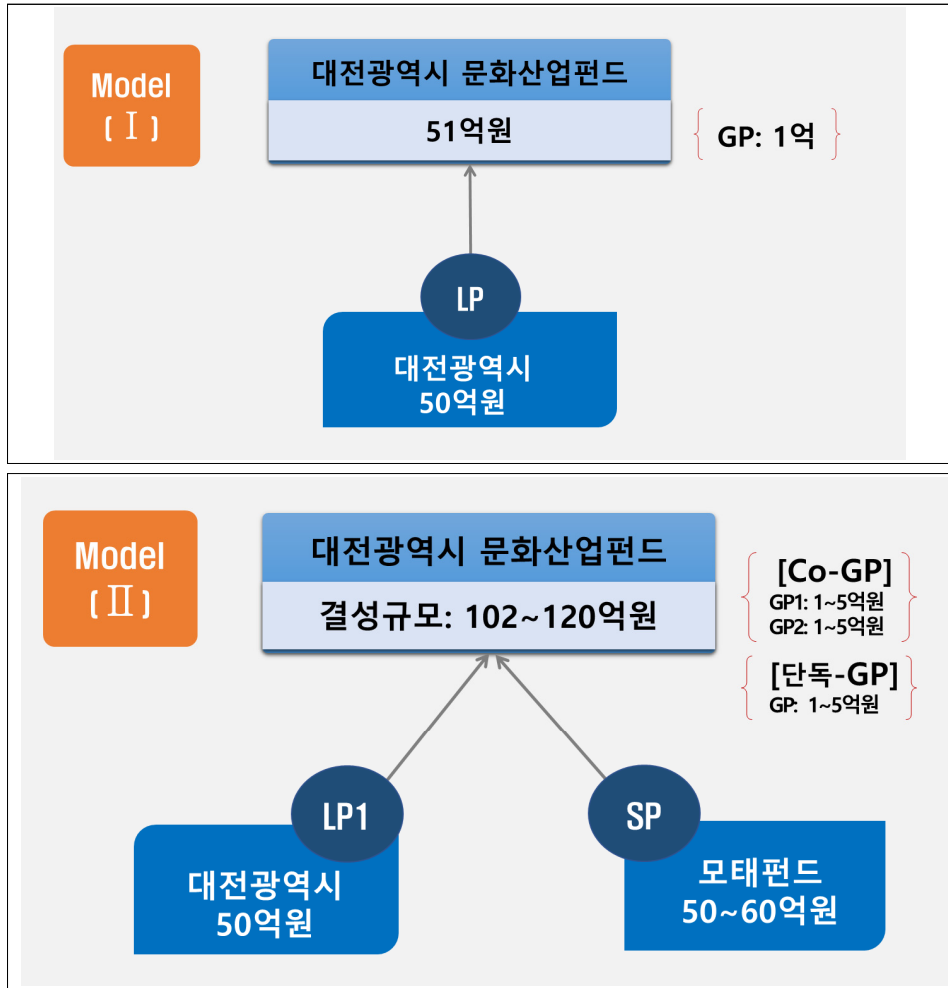 Model
( Ⅰ )
대전광역시 문화산업펀드
51억원
GP: 1억
LP
대전광역시
50억원
Model
( Ⅱ )
대전광역시 문화산업펀드
결성규모: 102~120억원
[Co-GP]
GP1: 1~5억원
GP2: 1~5억원
[단독-GP]
GP: 1~5억원
LP1
대전광역시
50억원
SP
모태펀드
50~60억원